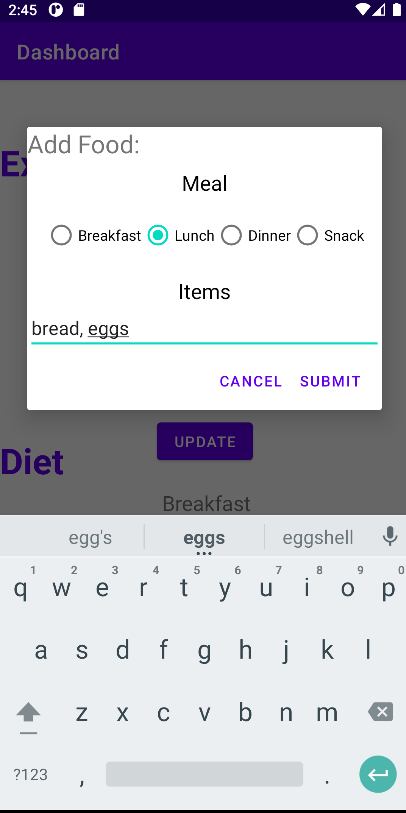 2:45
Dashboard
Add Food:
Meal
Breakfast Lunch Dinner Snack
Items
bread, eggs
CANCEL SUBMIT
UPDATE
Diet
Breakfast
egg's eggs eggshell
1 2 3 4 5 6 7 8 9 0
q w e r t y u i o p
a s d f g h j k l
z x c v b n m
?123 , .